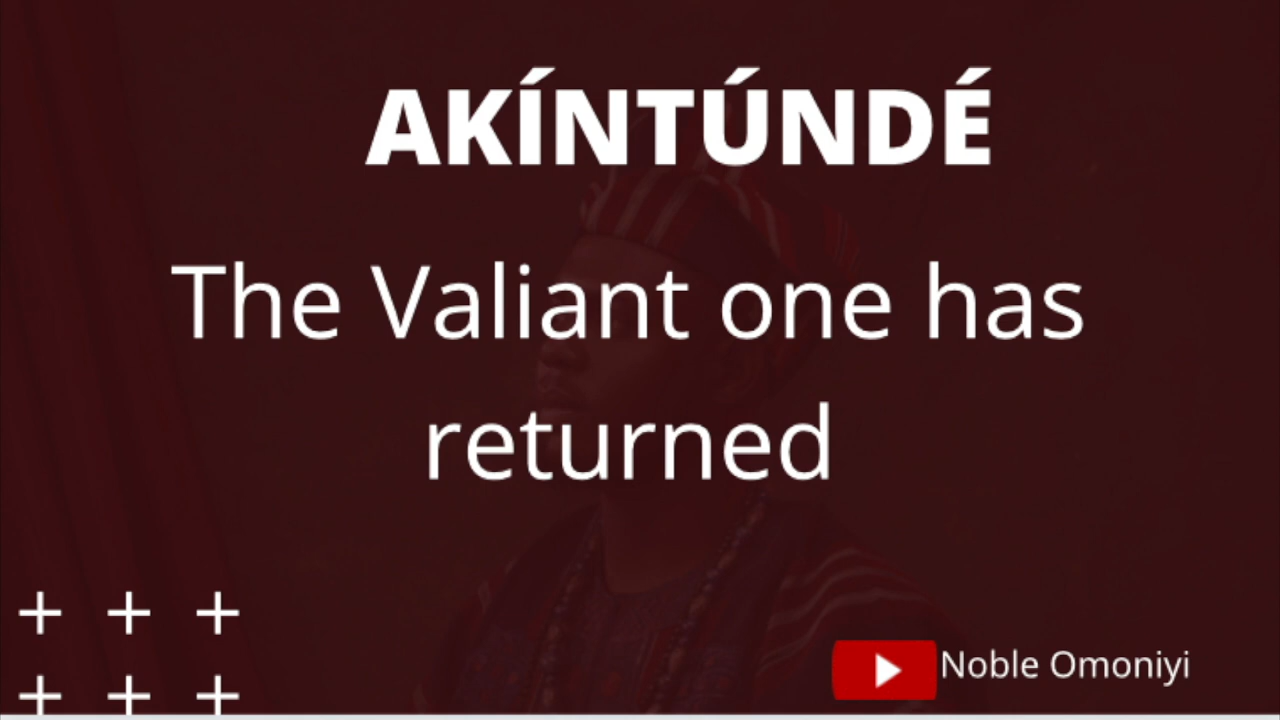 AKÍNTÚNDÉ
The Valiant one has
returned
Noble Omoniyi